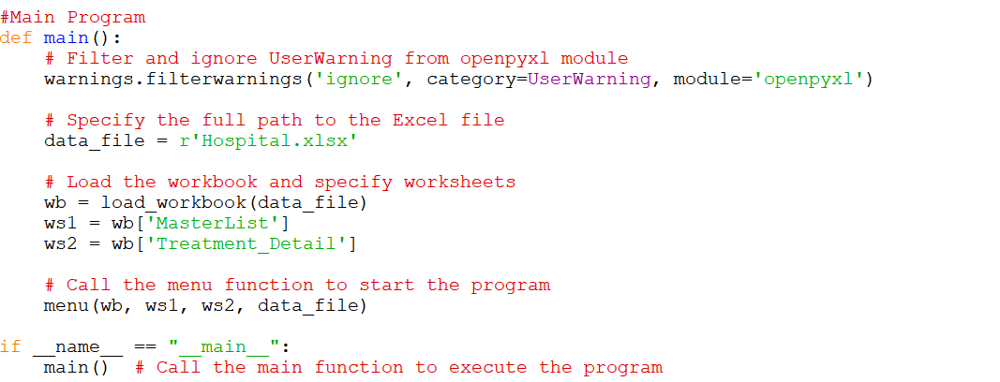 #Main Program
def main():
    # Filter and ignore UserWarning from openpyxl module
    warnings.filterwarnings('ignore', category=UserWarning, module='openpyxl')

    # Specify the full path to the Excel file
    data_file = r'Hospital.xlsx'

    # Load the workbook and specify worksheets
    wb = load_workbook(data_file)
    ws1 = wb['MasterList']
    ws2 = wb['Treatment_Detail']

    # Call the menu function to start the program
    menu(wb, ws1, ws2, data_file)

if __name__ == "__main__":
    main()  # Call the main function to execute the program